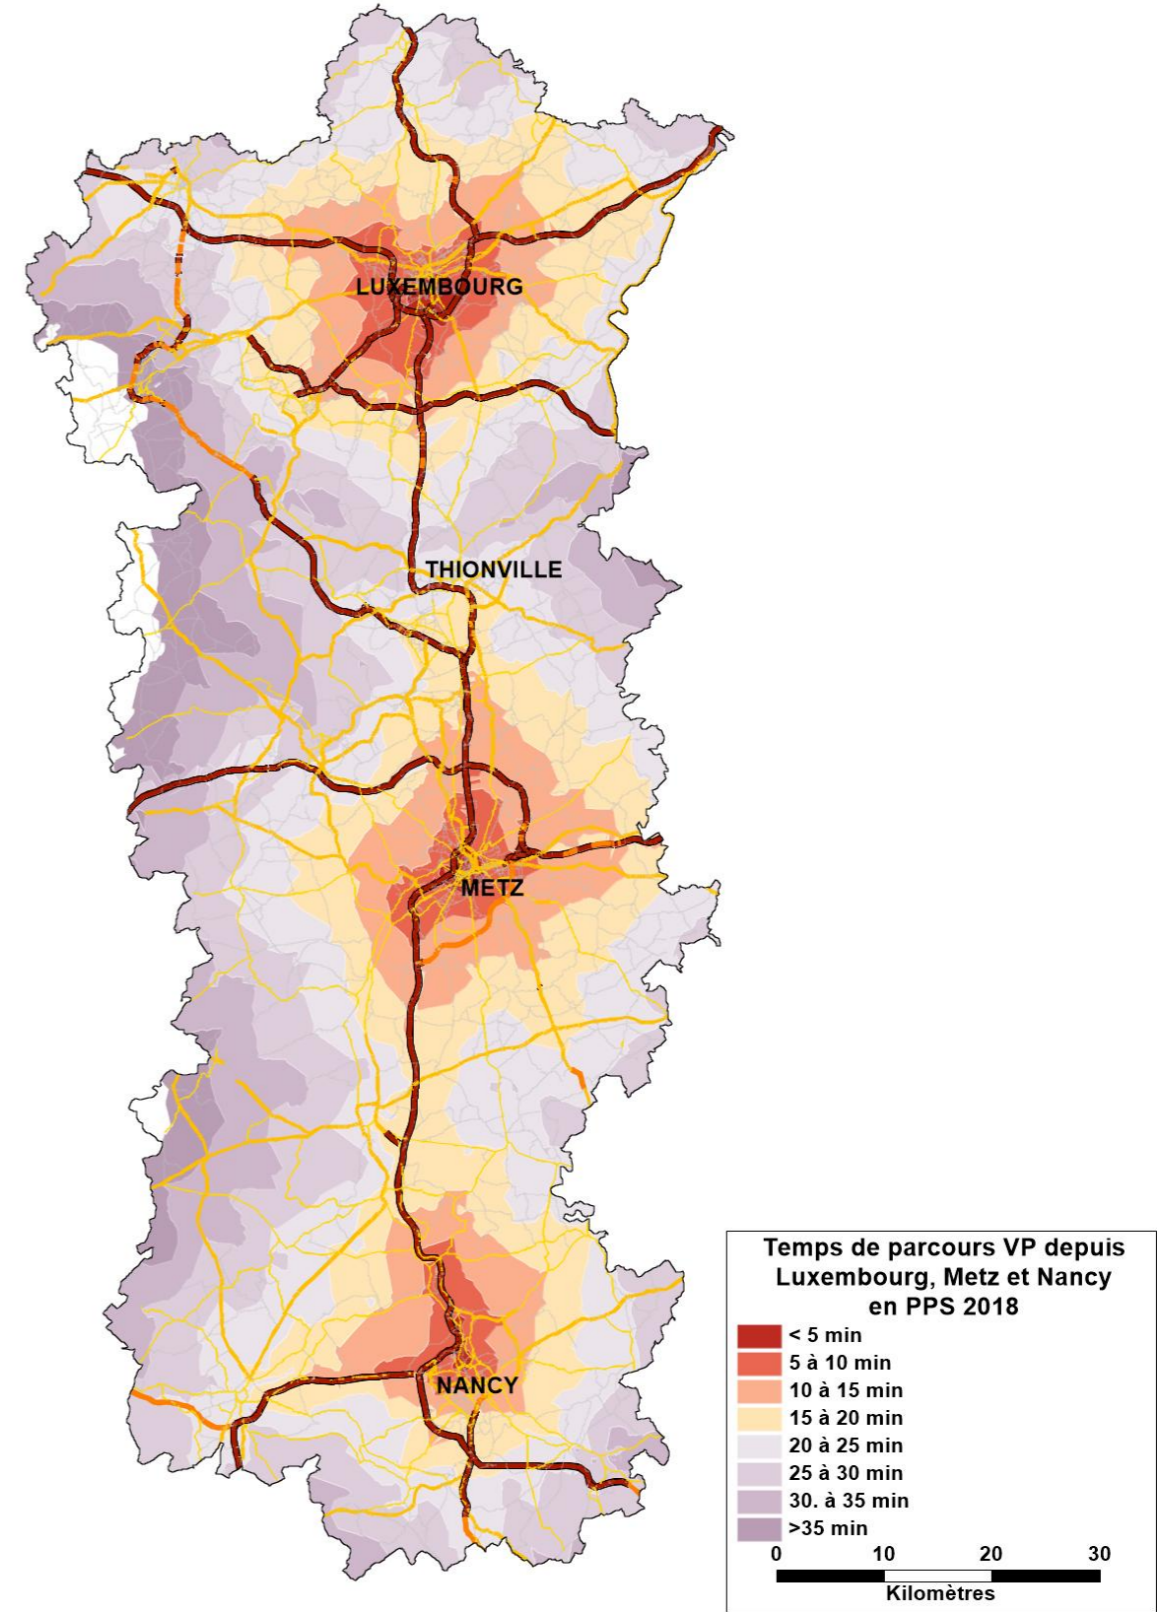 LUXEMBOURG
THIONVILLE
METZ
NANCY
Temps de parcours VP depuis
Luxembourg, Metz et Nancy
en PPS 2018
< 5 min
5 à 10 min
10 à 15 min
15 à 20 min
20 à 25 min
25 à 30 min
30. à 35 min
>35 min
0 10 20 30
Kilomètres